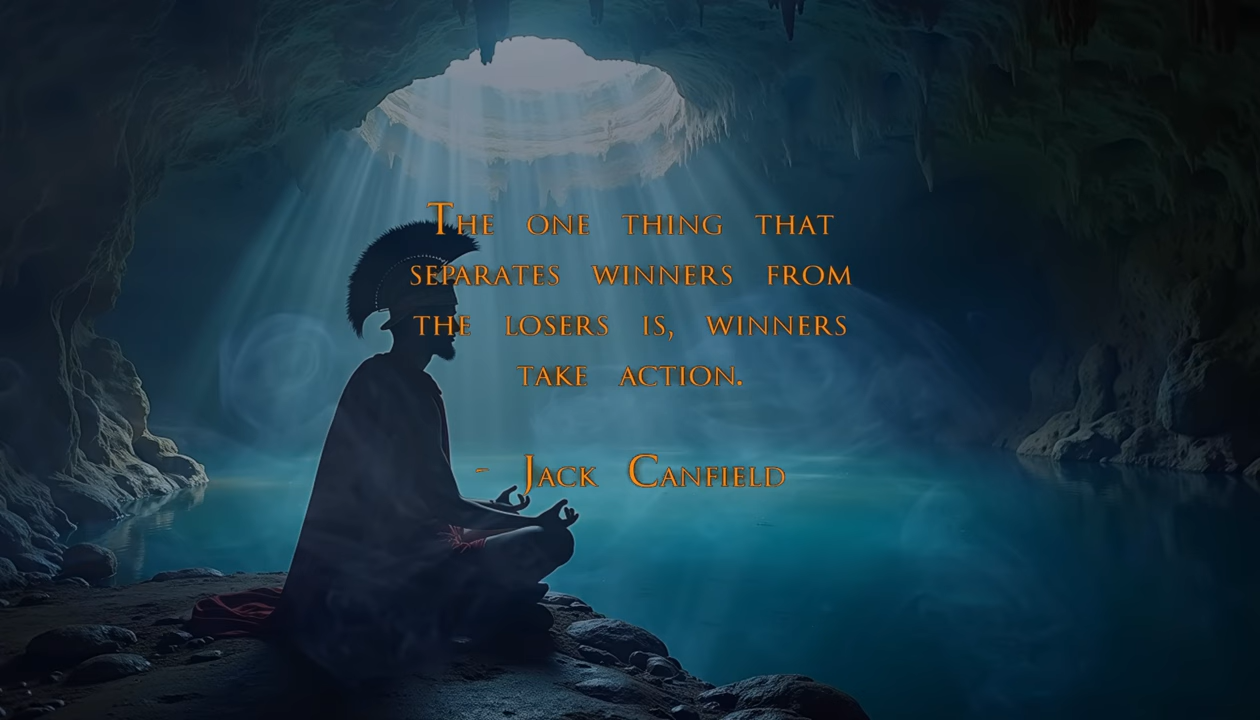 The one thing that
separates winners from
the losers is, winners
take action.
- Jack Canfield